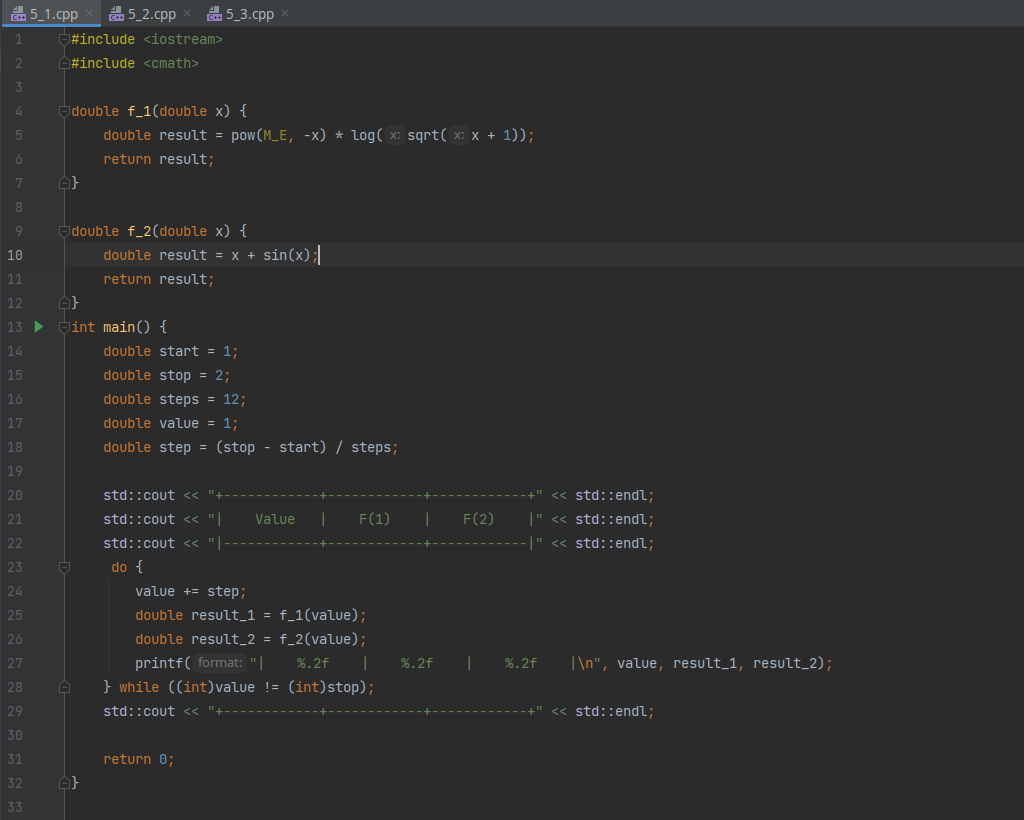 5_1.cpp 5_2.cpp 5_3.cpp
1 #include <iostream>
2 #include <cmath>
3
4 double f_1(double x) {
5     double result = pow(M_E, -x) * log( x: sqrt( x: x + 1));
6     return result;
7 }
8
9 double f_2(double x) {
10     double result = x + sin(x);
11     return result;
12 }
13 int main() {
14     double start = 1;
15     double stop = 2;
16     double steps = 12;
17     double value = 1;
18     double step = (stop - start) / steps;
19
20     std::cout << "+------------+------------+------------+" << std::endl;
21     std::cout << "|    Value   |    F(1)    |    F(2)    |" << std::endl;
22     std::cout << "|------------+------------+------------|" << std::endl;
23      do {
24         value += step;
25         double result_1 = f_1(value);
26         double result_2 = f_2(value);
27         printf( format: "|    %.2f    |    %.2f    |    %.2f    |\n", value, result_1, result_2);
28     } while ((int)value != (int)stop);
29     std::cout << "+------------+------------+------------+" << std::endl;
30
31     return 0;
32 }
33